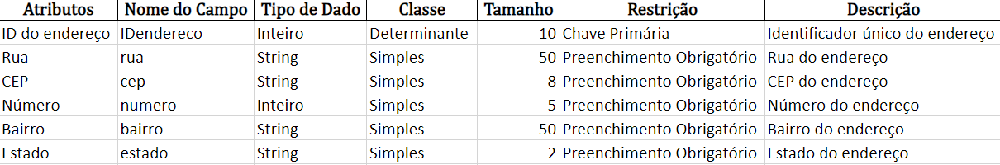 Atributos Nome do Campo Tipo de Dado Classe Tamanho Restrição Descrição
ID do endereço IDendereco Inteiro Determinante 10 Chave Primária Identificador único do endereço
Rua rua String Simples 50 Preenchimento Obrigatório Rua do endereço
CEP cep String Simples 8 Preenchimento Obrigatório CEP do endereço
Número numero Inteiro Simples 5 Preenchimento Obrigatório Número do endereço
Bairro bairro String Simples 50 Preenchimento Obrigatório Bairro do endereço
Estado estado String Simples 2 Preenchimento Obrigatório Estado do endereço